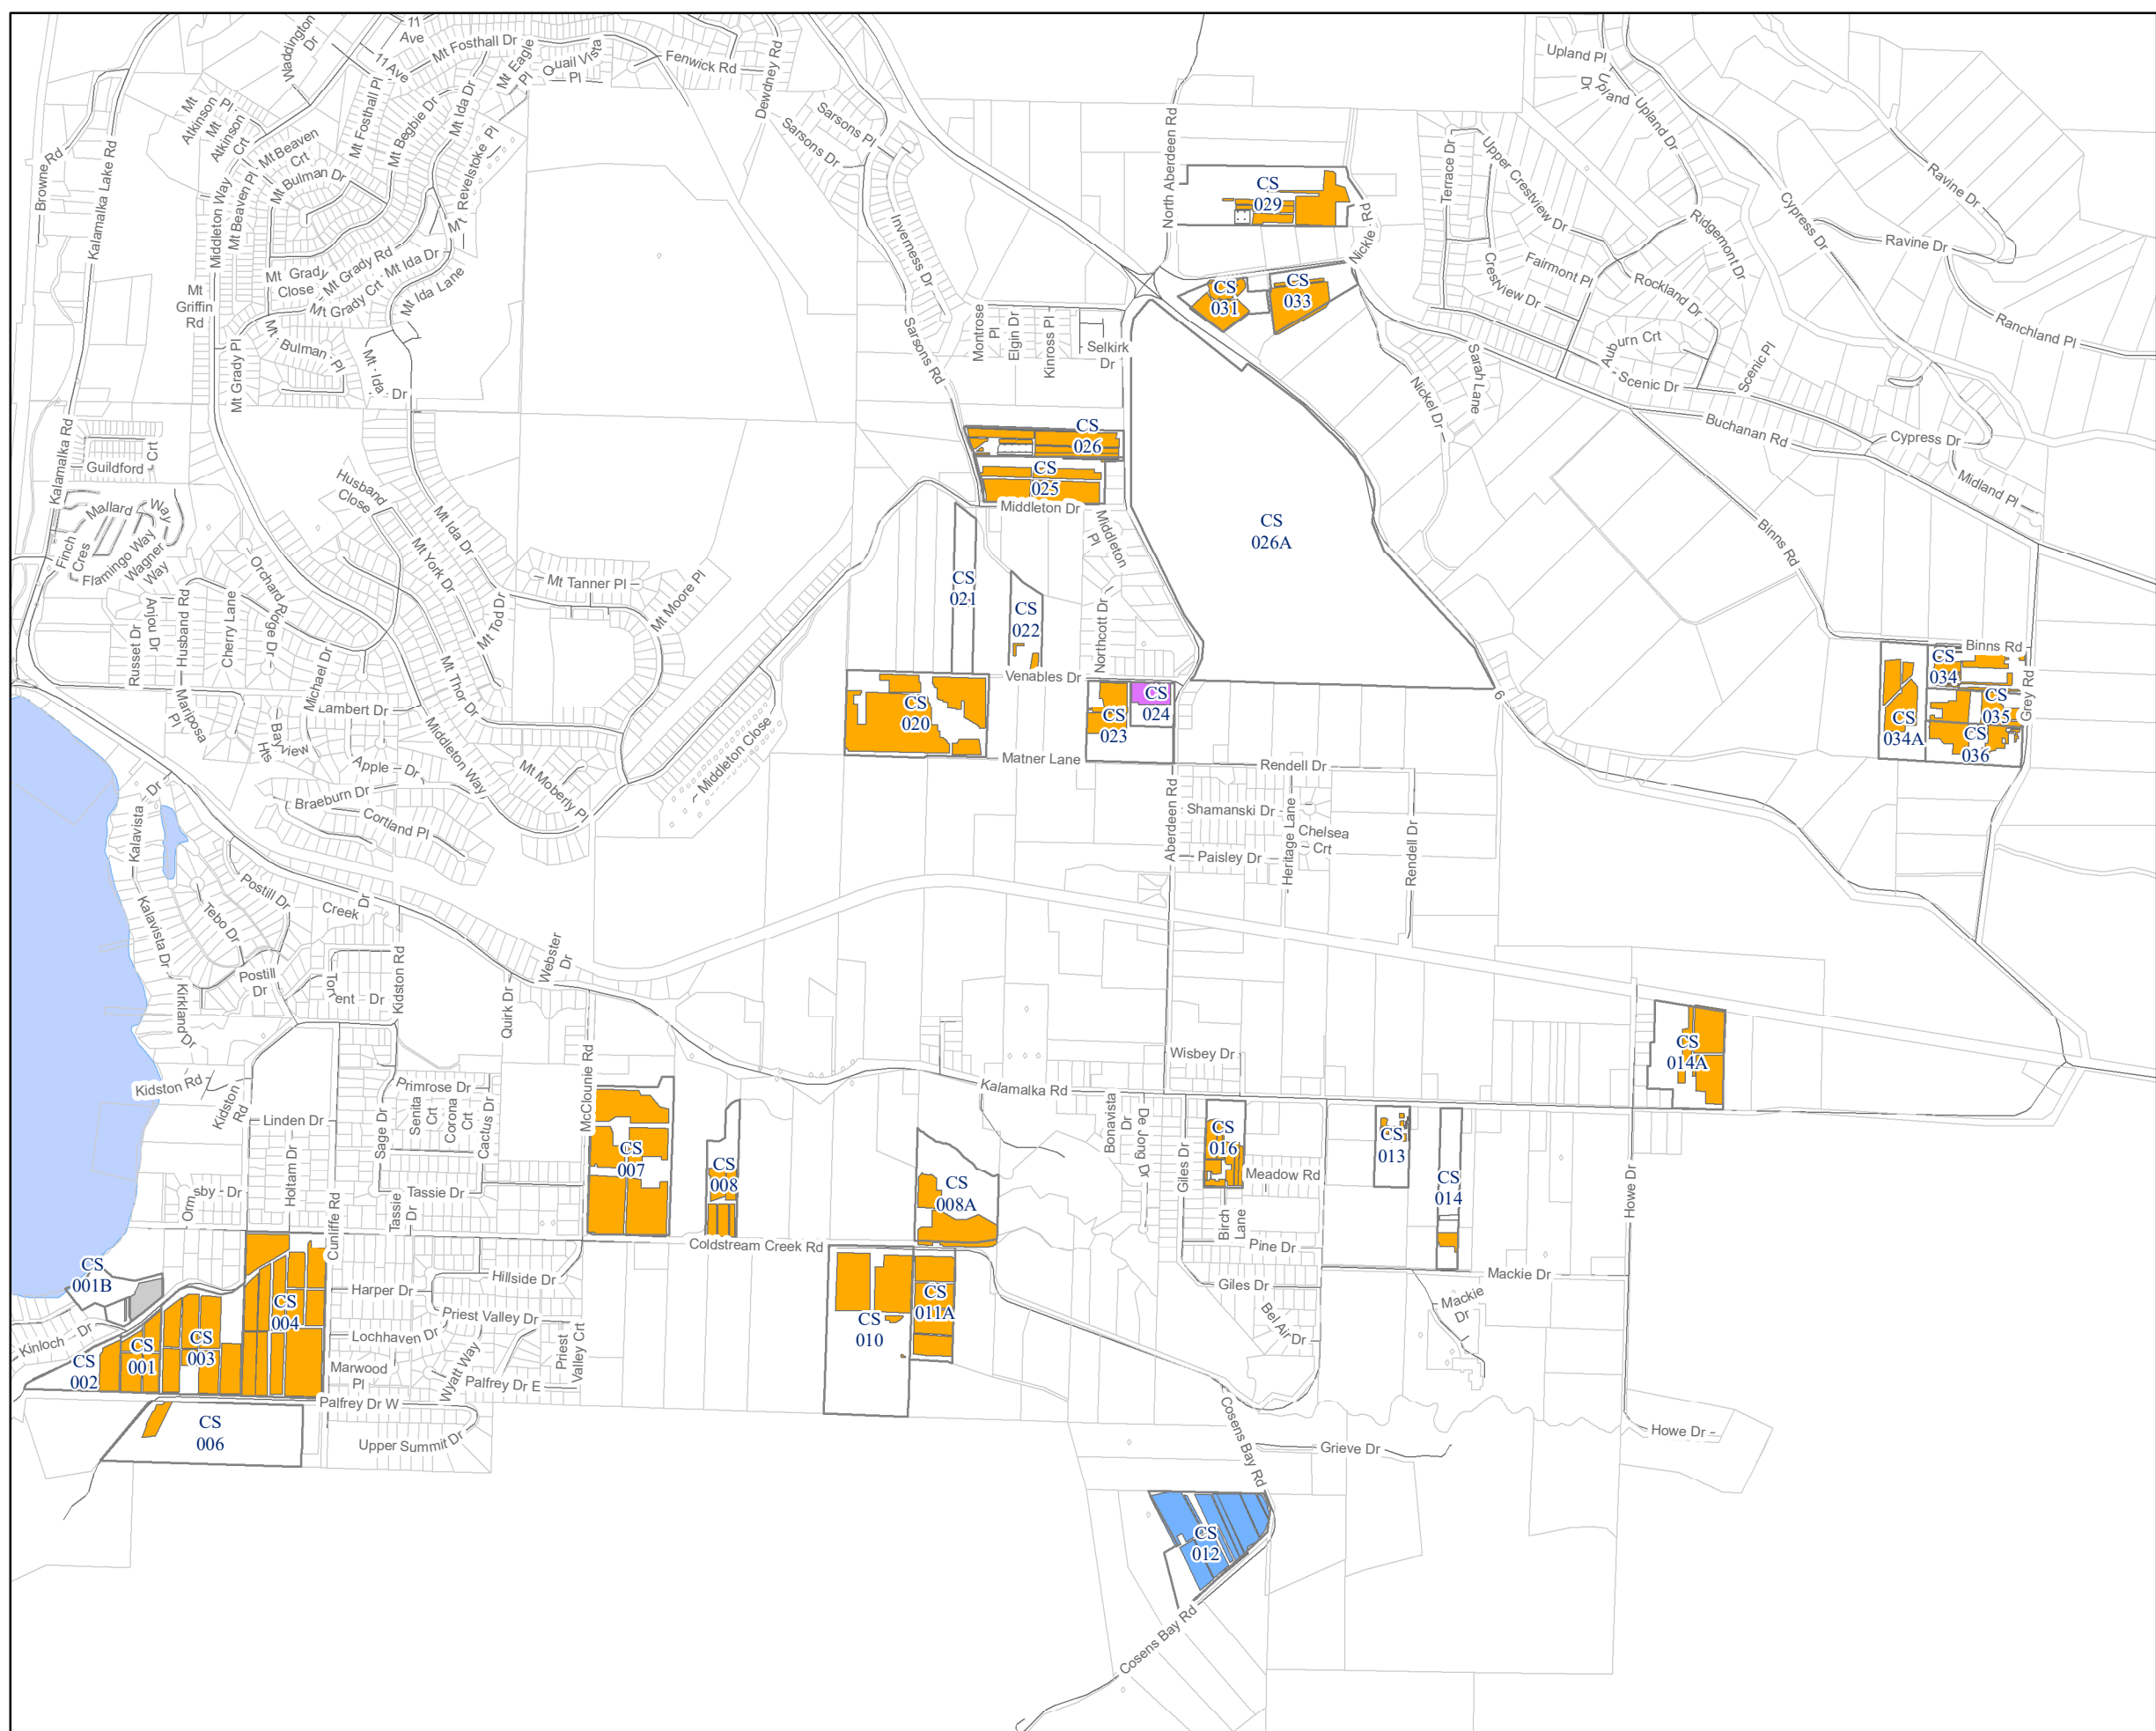 Waddington
Dr
11
Ave
11 Ave
Mt Fosthall Dr
Mt Eagle
Pl
Quail Vista
Pl
Fenwick Rd
Dewdney Rd
Upland Pl
Upland
Dr
Upland Dr
Browne Rd
Kalamalka Lake Rd
Mt
Atkinson
Pl
Mt
Atkinson
Crt
Mt Fosthall Pl
Mt Begbie Dr
Mt Ida Dr
Mt Revelstoke Pl
Mt Beaven
Crt
Mt Bulman Dr
Middleton Way
Mt Beaven Pl
Sarsons Pl
Sarsons Dr
Inverness Dr
North Aberdeen Rd
CS
029
Nickle Rd
Terrace Dr
Upper Crestview Dr
Crestview Dr
Fairmont Pl
Ridgemont Dr
Rockland Dr
Cypress Dr
Ravine Dr
Ravine Dr
Ranchland Pl
Mt Grady
Close
Mt Grady Rd
Mt Grady Crt
Mt Ida Dr
Mt Ida Lane
Mt
Griffin
Rd
Mt Grady Pl
Mt Bulman Pl
Mt Ida
Dr
Sarsons Rd
Montrose
Pl
Elgin Dr
Kinross Pl
Selkirk
Dr
CS
031
CS
033
Nickel Dr
Sarah Lane
Auburn Crt
Scenic Dr
Scenic Pl
Buchanan Rd
Cypress Dr
Midland Pl
Kalamalka Rd
Guildford Crt
Mallard
Way
Finch
Cres
Flamingo Way
Wagner
Way
Husband
Close
Mt Ida Dr
Mt York Dr
Mt Tod Dr
Mt Tanner Pl
Mt Moore Pl
Orchard Ridge Dr
CS
026
CS
025
Middleton Dr
Middleton
Pl
CS
026A
Binns Rd
CS
021
CS
022
Northcott Dr
Venables Dr
Anjou Dr
Russet Dr
Husband Rd
Cherry Lane
Michael Dr
Mt Thor Dr
Mariposa
Pl
Lambert Dr
Bayview
Hts
Middleton Way
Apple Dr
Braeburn Dr
Cortland Pl
Mt Moberly Pl
Middleton Close
CS
020
CS
023
CS
024
Matner Lane
Rendell Dr
6
Binns Rd
CS
034
CS
034A
CS
035
CS
036
Grey Rd
Shamanski Dr
Aberdeen Rd
Heritage Lane
Chelsea
Crt
Paisley Dr
Rendell Dr
Kalavista
Dr
Kalavista Dr
Postill Dr
Creek Dr
Tebo Dr
Postill
Dr
Torrent Dr
Kidston Rd
Kirkland
Dr
Webster
Dr
Quirk Dr
Kidston Rd
Kidston
Rd
Linden Dr
Holtam Dr
Primrose Dr
Senita
Crt
Corona
Crt
Cactus Dr
Sage Dr
McClounie Rd
Tassie Dr
Tassie
Dr
Cunliffe Rd
Ormsby Dr
Kalamalka Rd
Wisbey Dr
Bonavista
Dr
De Jong Dr
Giles Dr
CS
016
Meadow Rd
Birch
Lane
Pine Dr
Giles Dr
Bel Air Dr
CS
013
CS
014
CS
014A
Howe Dr
Mackie Dr
Mackie
Dr
CS
007
CS
008
CS
008A
Coldstream Creek Rd
CS
010
CS
011A
CS
001B
Kinloch Dr
CS
002
CS
001
CS
003
CS
004
CS
006
Harper Dr
Hillside Dr
Priest Valley Dr
Lochhaven Dr
Marwood
Pl
Wyatt Way
Priest
Valley Crt
Palfrey Dr E
Palfrey Dr W
Upper Summit Dr
Cosens Bay Rd
Grieve Dr
Howe Dr
CS
012
Cosens Bay Rd